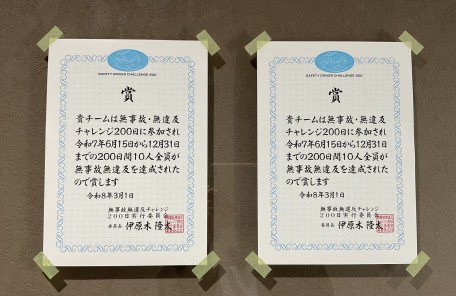 SAFETY DRIVER CHALLENGE 200
賞
貴チームは無事故・無違反
チャレンジ200日に参加され
令和7年6月15日から12月31日
までの200日間10人全員が
無事故無違反を達成された
ので賞します
令和8年3月1日
無事故無違反チャレンジ
200日実行委員会
委員長 伊原木 隆太
SAFETY DRIVER CHALLENGE 200
賞
貴チームは無事故・無違反
チャレンジ200日に参加され
令和7年6月15日から12月31日
までの200日間10人全員が
無事故無違反を達成された
ので賞します
令和8年3月1日
無事故無違反チャレンジ
200日実行委員会
委員長 伊原木 隆太